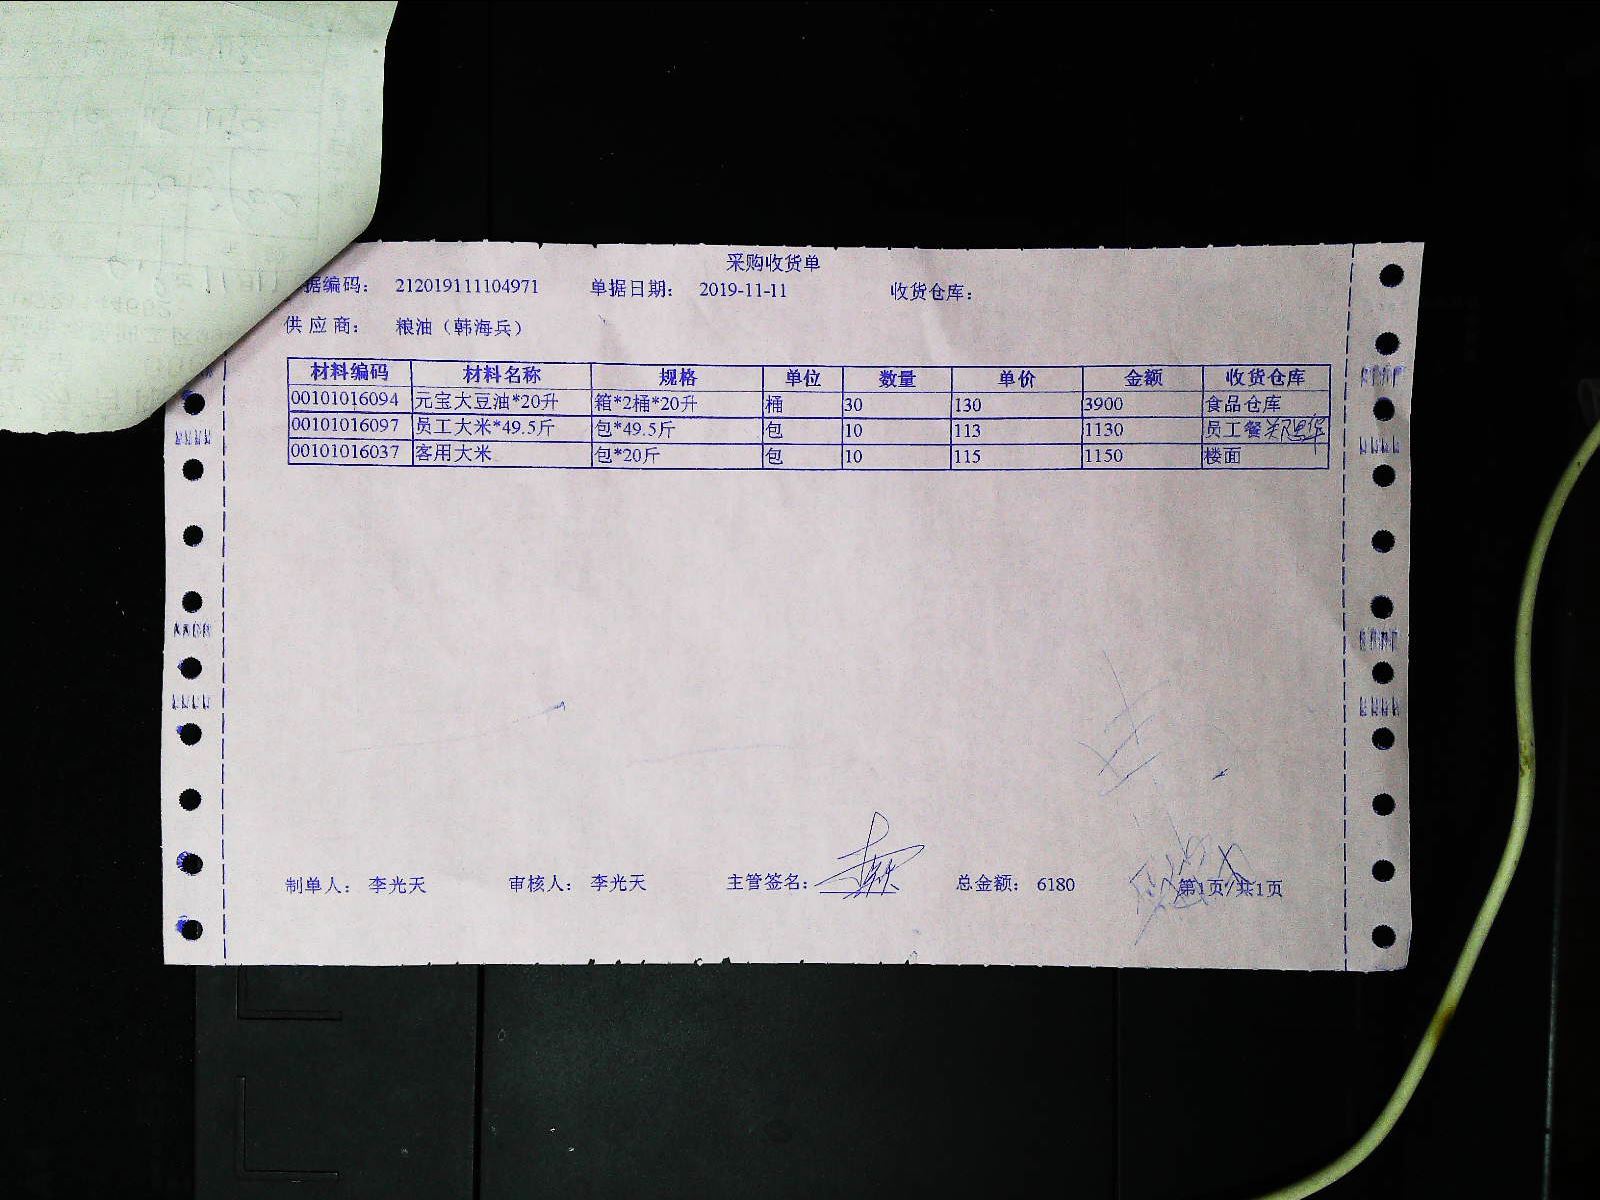 采购收货单
据编码： 212019111104971 单据日期： 2019-11-11 收货仓库：
供应商： 粮油（韩海兵）
材料编码 材料名称 规格 单位 数量 单价 金额 收货仓库
00101016094 元宝大豆油*20升 箱*2桶*20升 桶 30 130 3900 食品仓库
00101016097 员工大米*49.5斤 包*49.5斤 包 10 113 1130 员工餐
00101016037 客用大米 包*20斤 包 10 115 1150 楼面
制单人： 李光天 审核人： 李光天 主管签名： 总金额： 6180 第1页/共1页